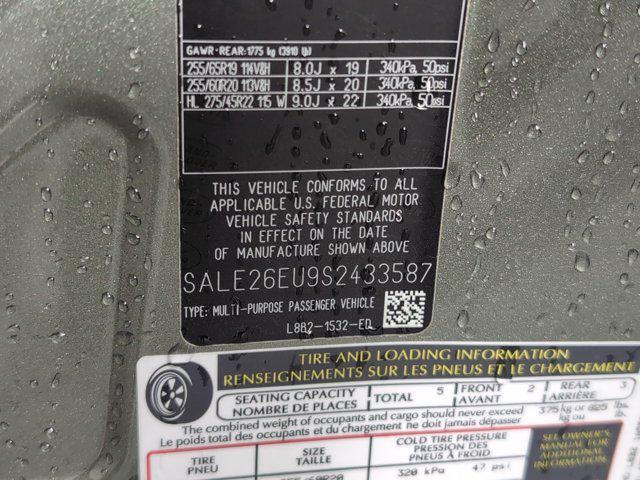 GAWR-REAR: 1775 kg (3910 lb)
255/65R19 114V&H 8.0J x 19 340kPa, 50psi
255/60R20 113V&H 8.5J x 20 340kPa, 50psi
HL 275/45R22 115 W 9.0J x 22 340kPa, 50psi
THIS VEHICLE CONFORMS TO ALL
APPLICABLE U.S. FEDERAL MOTOR
VEHICLE SAFETY STANDARDS
IN EFFECT ON THE DATE
OF MANUFACTURE SHOWN ABOVE
SALE26EU9S2433587
TYPE: MULTI-PURPOSE PASSENGER VEHICLE
L8B2-1532-ED
TIRE AND LOADING INFORMATION
RENSEIGNEMENTS SUR LES PNEUS ET LE CHARGEMENT
SEATING CAPACITY
NOMBRE DE PLACES
TOTAL 5
FRONT
AVANT
2
REAR
ARRIÈRE
3
The combined weight of occupants and cargo should never exceed
Le poids total des occupants et du chargement ne doit jamais dépasser
375 kg or 825 lbs.
kg ou lb.
TIRE
PNEU
SIZE
TAILLE
COLD TIRE PRESSURE
PRESSION DES PNEUS
À FROID
320 kPa 47 psi
SEE OWNER'S
MANUAL FOR
ADDITIONAL
INFORMATION